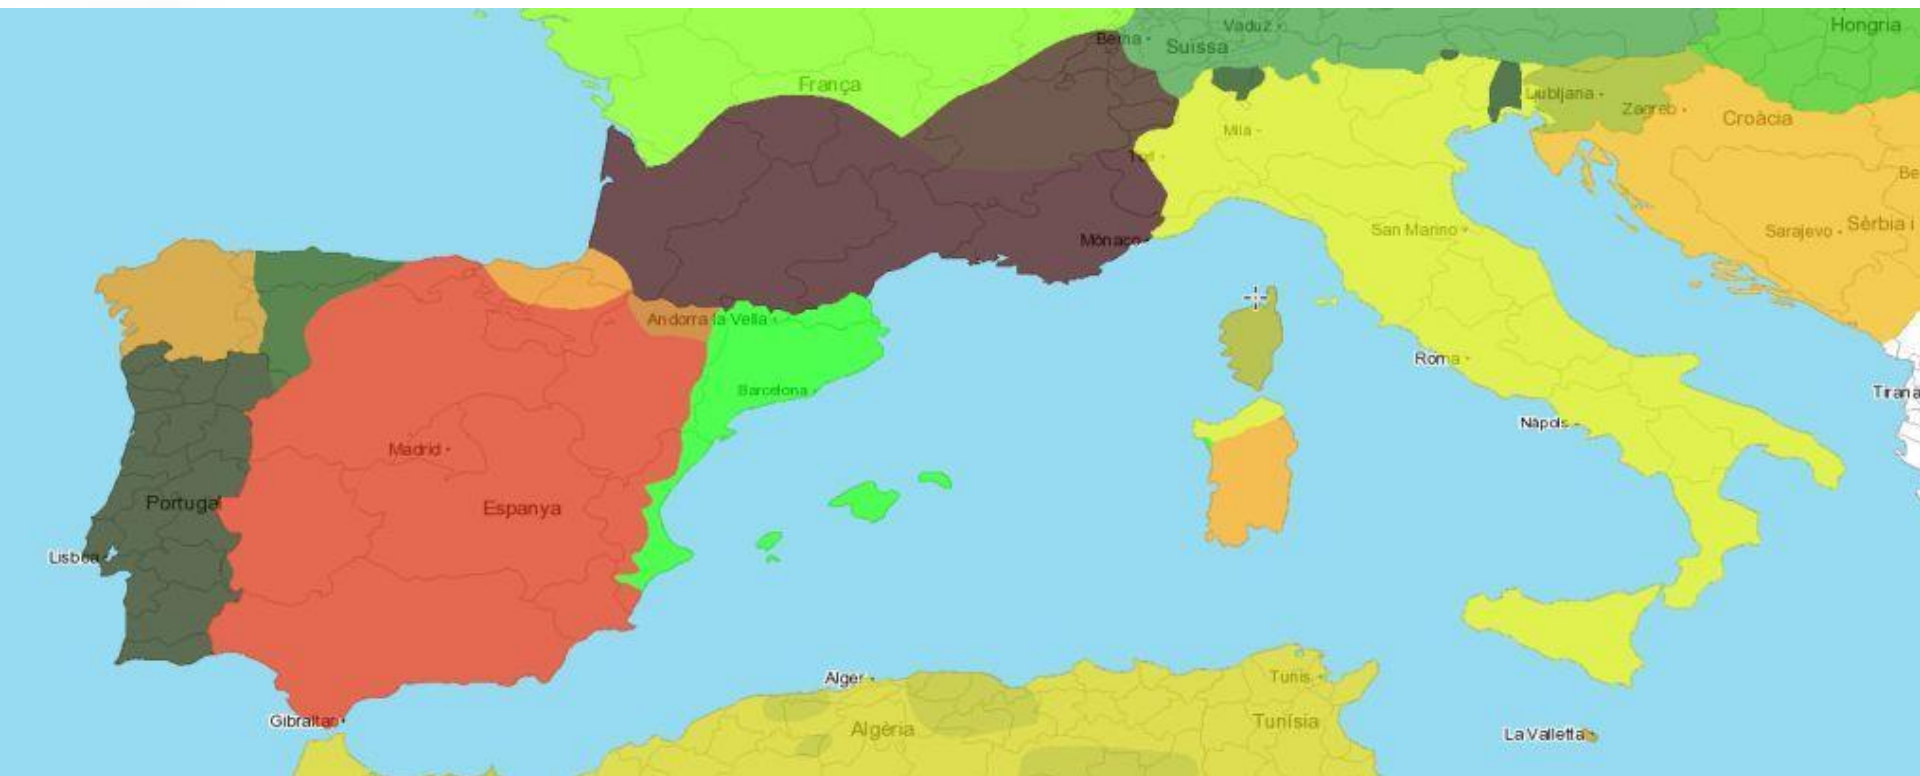 Vaduz
Hongria
Berna
Suïssa
França
Ljubljana
Zagreb
Croàcia
Milà
Torí
Be
San Marino
Sarajevo
Sèrbia i
Mònaco
Andorra la Vella
Roma
Barcelona
Tirana
Nàpols
Madrid
Portugal
Espanya
Lisboa
Alger
Tunis
Gibraltar
Algèria
Tunísia
La Valletta